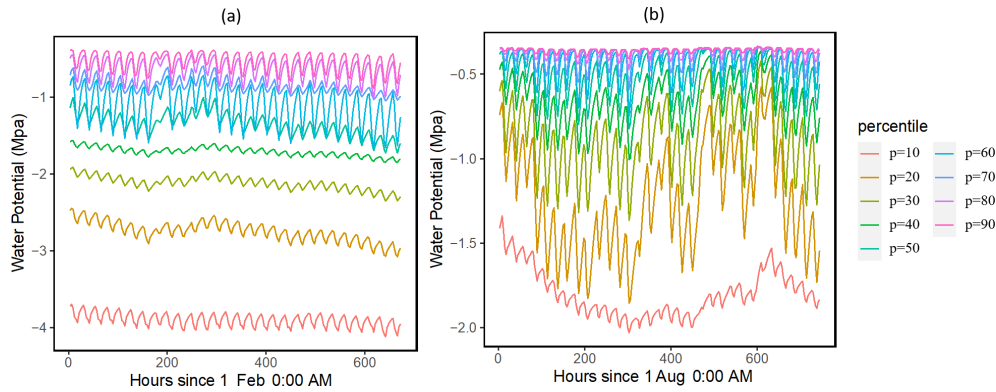 (a)
(b)
Water Potential (Mpa)
−1
−2
−3
−4
0
200
400
600
Hours since 1 Feb 0:00 AM
Water Potential (Mpa)
−0.5
−1.0
−1.5
−2.0
0
200
400
600
Hours since 1 Aug 0:00 AM
percentile
p=10
p=20
p=30
p=40
p=50
p=60
p=70
p=80
p=90